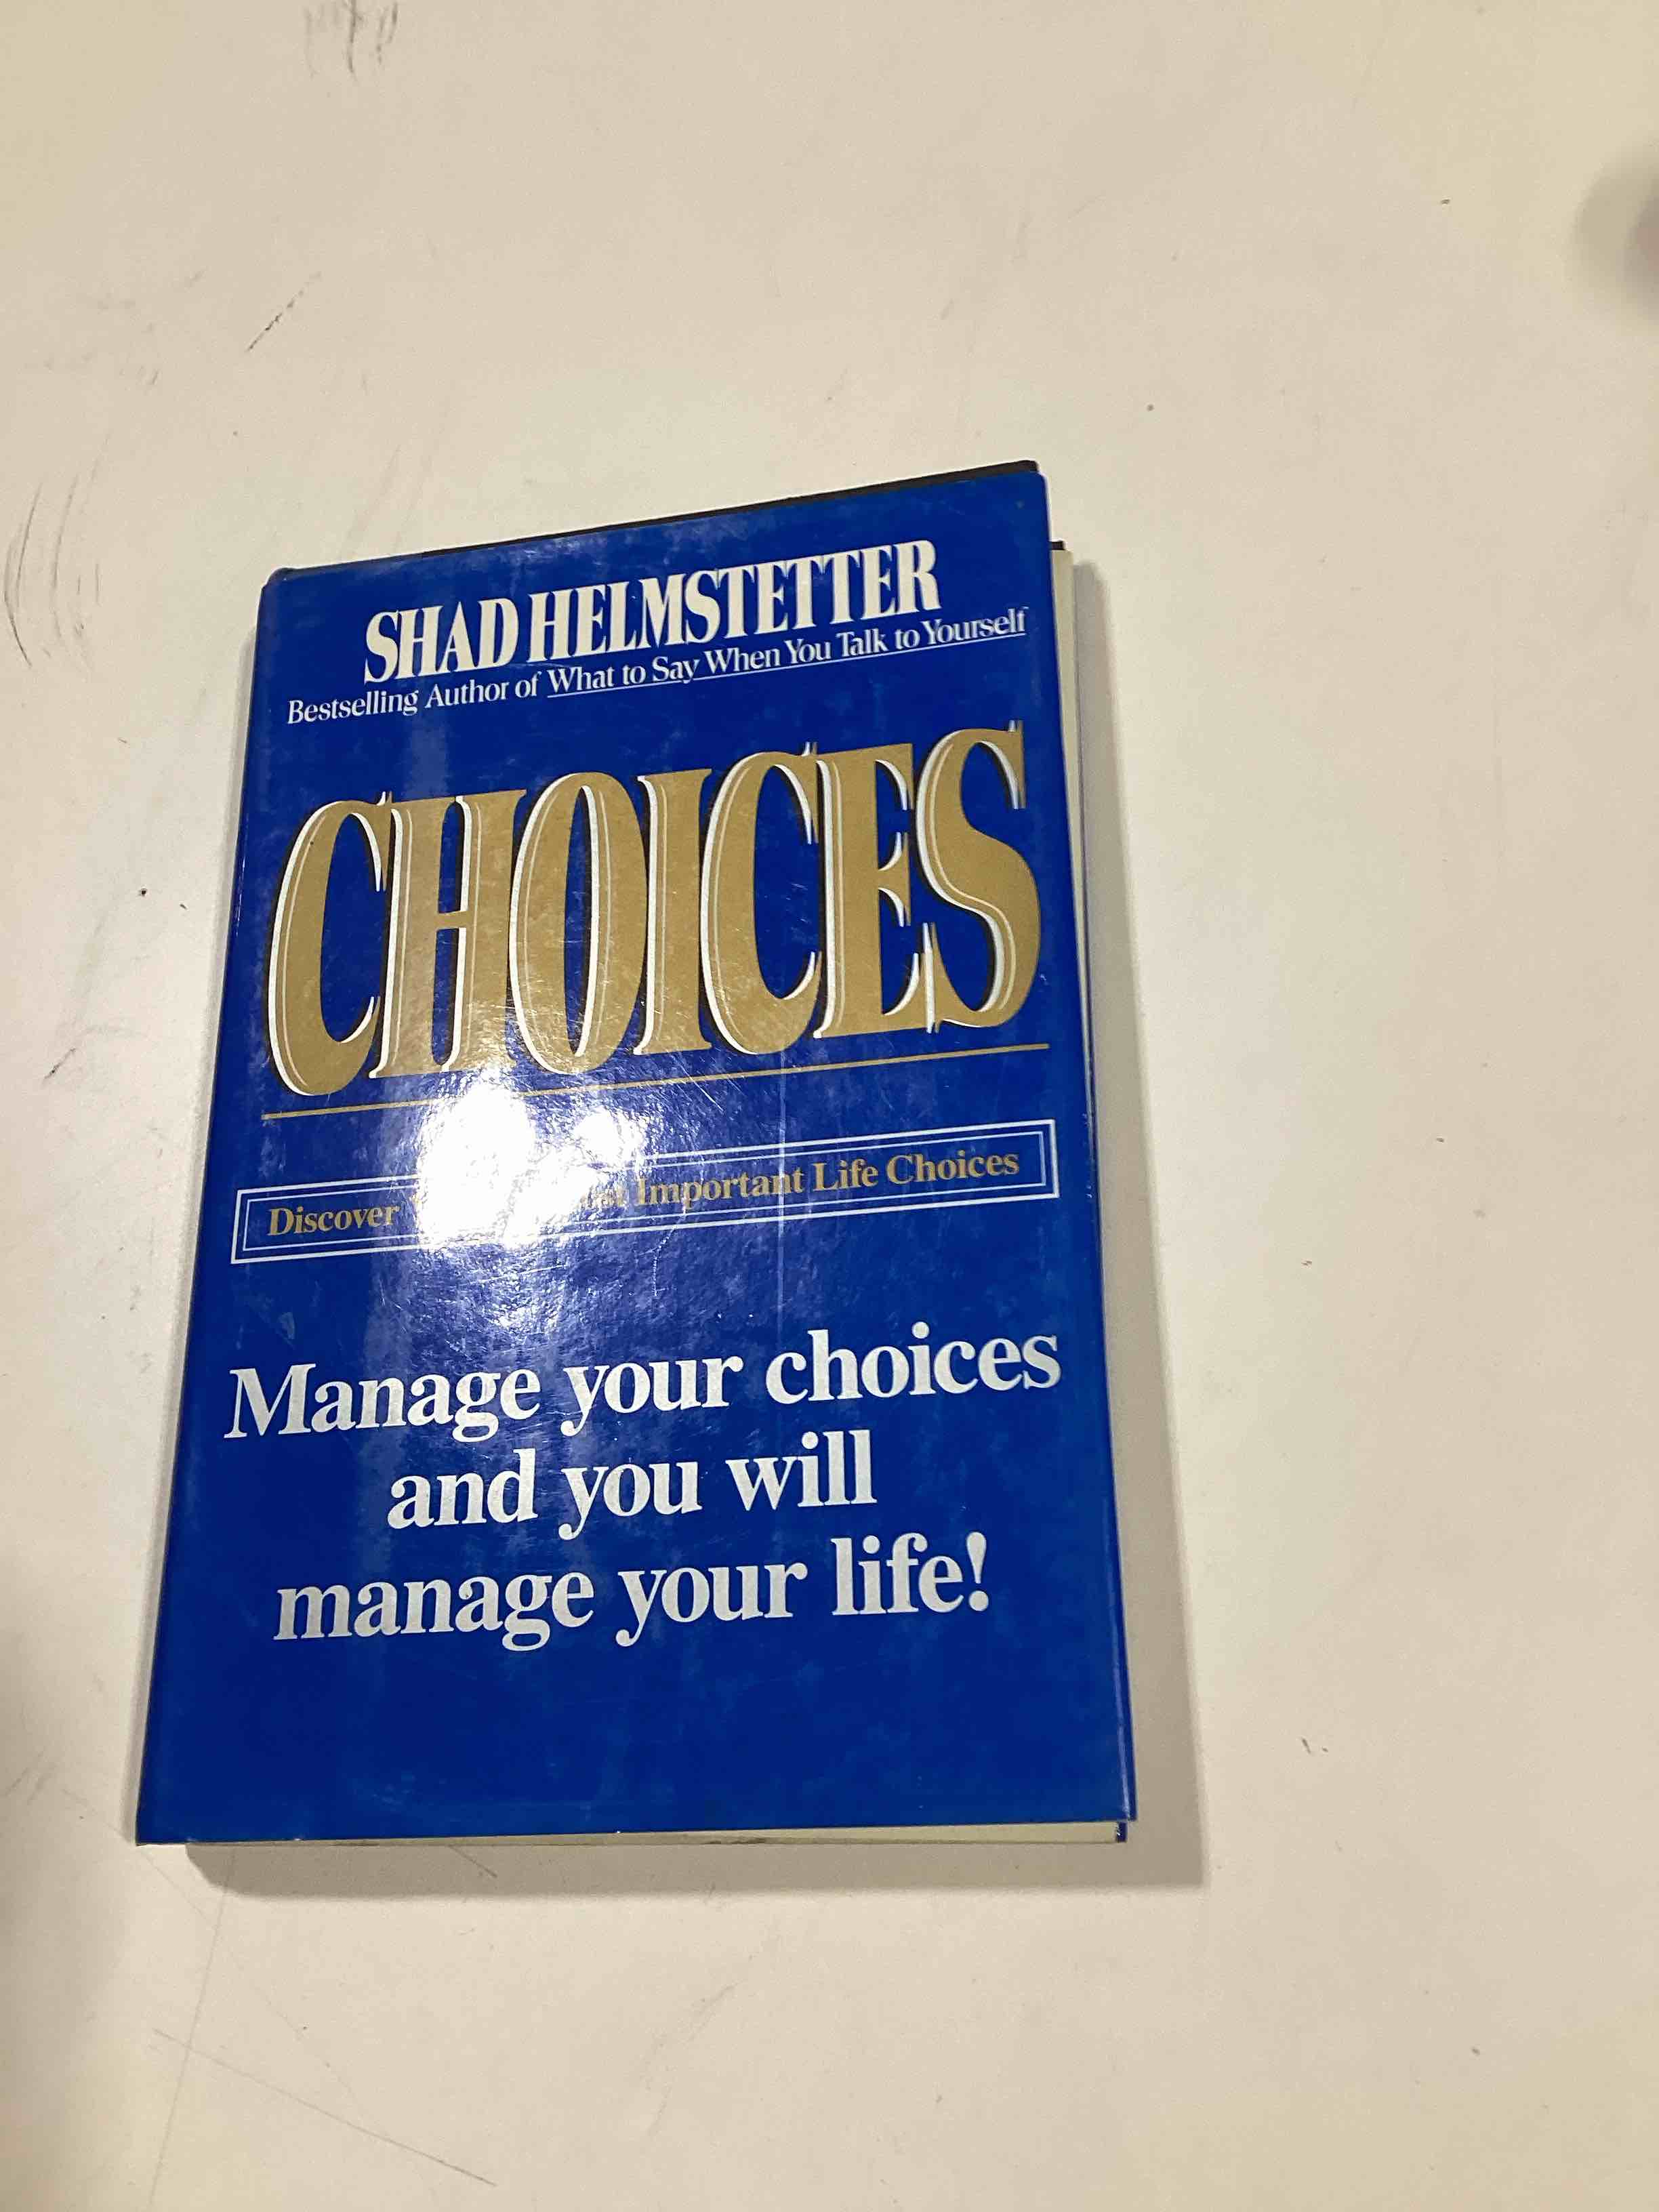 SHAD HELMSTETTER
Bestselling Author of What to Say When You Talk to Yourself
CHOICES
Discover Important Life Choices
Manage your choices
and you will
manage your life!